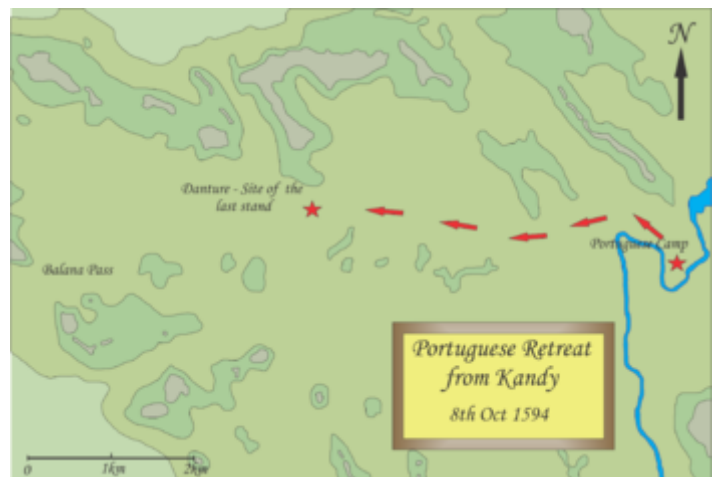 N
Danture - Site of the
last stand
Portuguese Camp
Balana Pass
Portuguese Retreat
from Kandy
8th Oct 1594
0 1km 2km